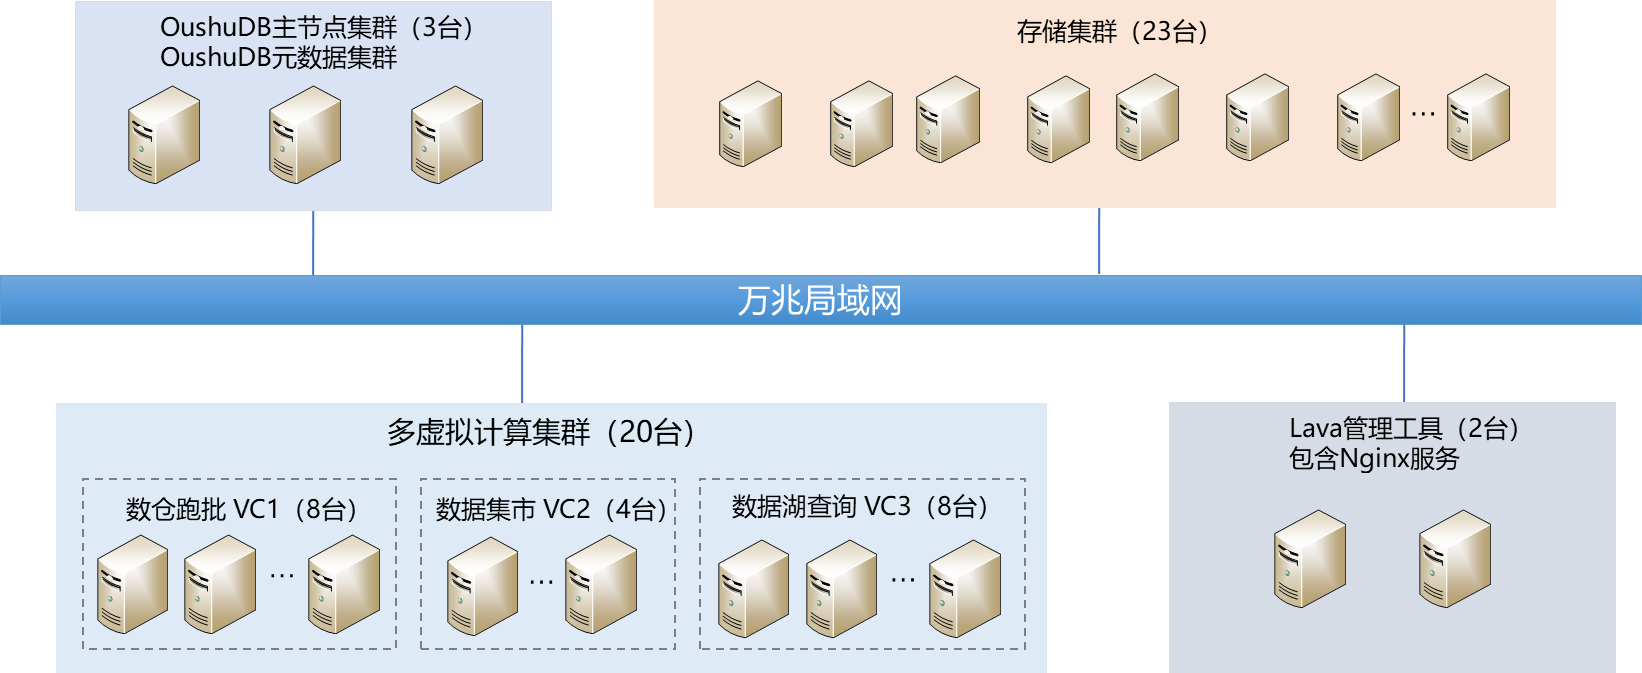 OushuDB主节点集群（3台）
OushuDB元数据集群
存储集群（23台）
...
万兆局域网
多虚拟计算集群（20台）
数仓跑批 VC1（8台）
...
数据集市 VC2（4台）
...
数据湖查询 VC3（8台）
...
Lava管理工具（2台）
包含Nginx服务